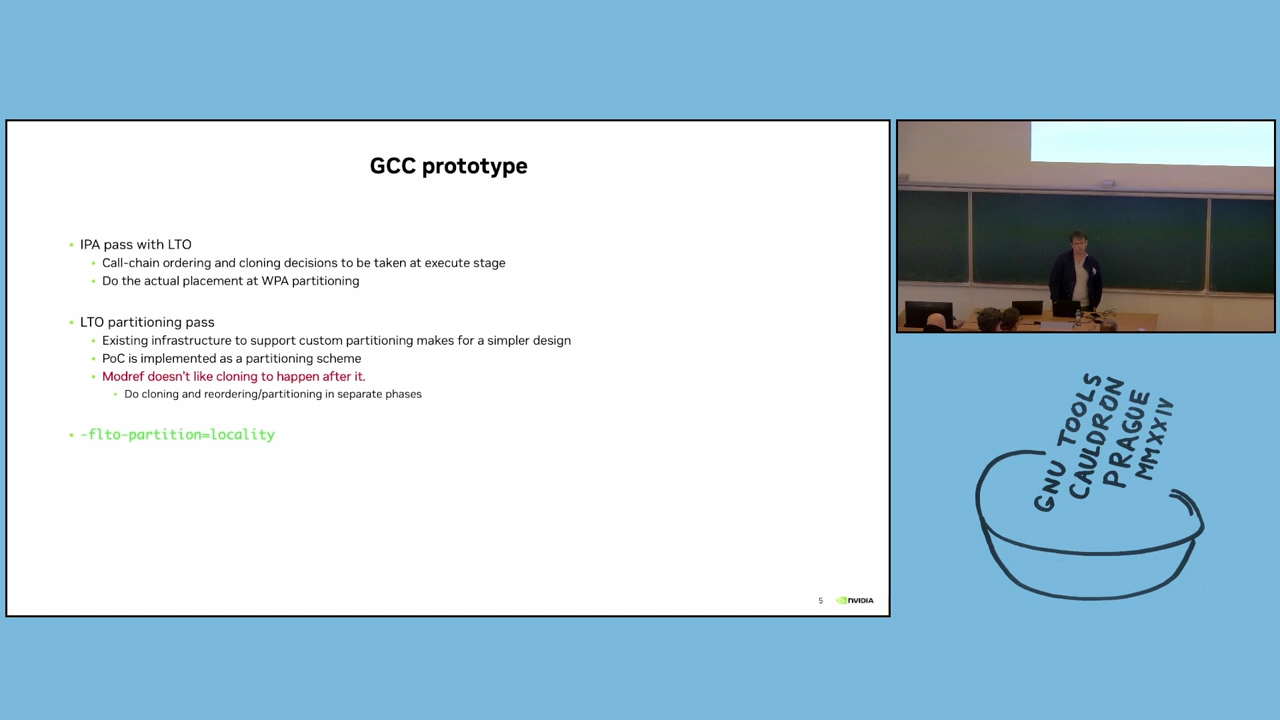 GCC prototype
IPA pass with LTO
Call-chain ordering and cloning decisions to be taken at execute stage
Do the actual placement at WPA partitioning
LTO partitioning pass
Existing infrastructure to support custom partitioning makes for a simpler design
PoC is implemented as a partitioning scheme
Modref doesn't like cloning to happen after it.
Do cloning and reordering/partitioning in separate phases
-flto-partition=locality
5
NVIDIA
GNU TOOLS
CAULDRON
PRAGUE
MMXXIV